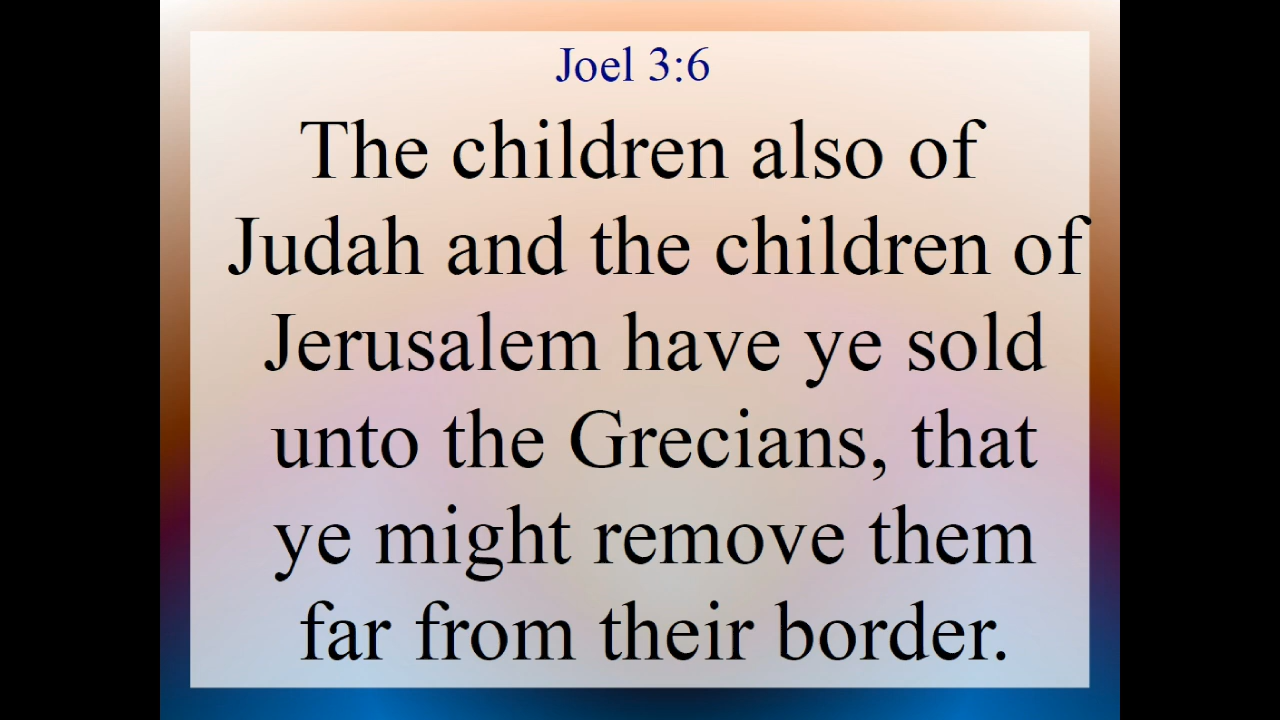 Joel 3:6
The children also of
Judah and the children of
Jerusalem have ye sold
unto the Grecians, that
ye might remove them
far from their border.